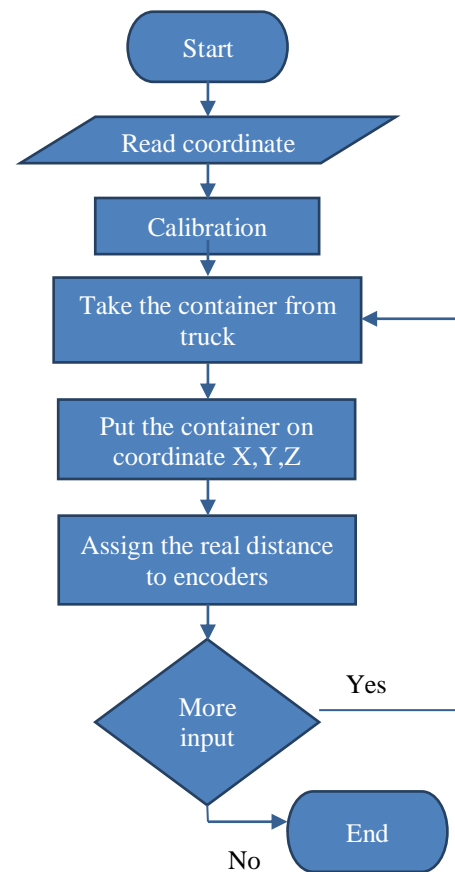 Start
Read coordinate
Calibration
Take the container from
truck
Put the container on
coordinate X,Y,Z
Assign the real distance
to encoders
Yes
More
input
End
No